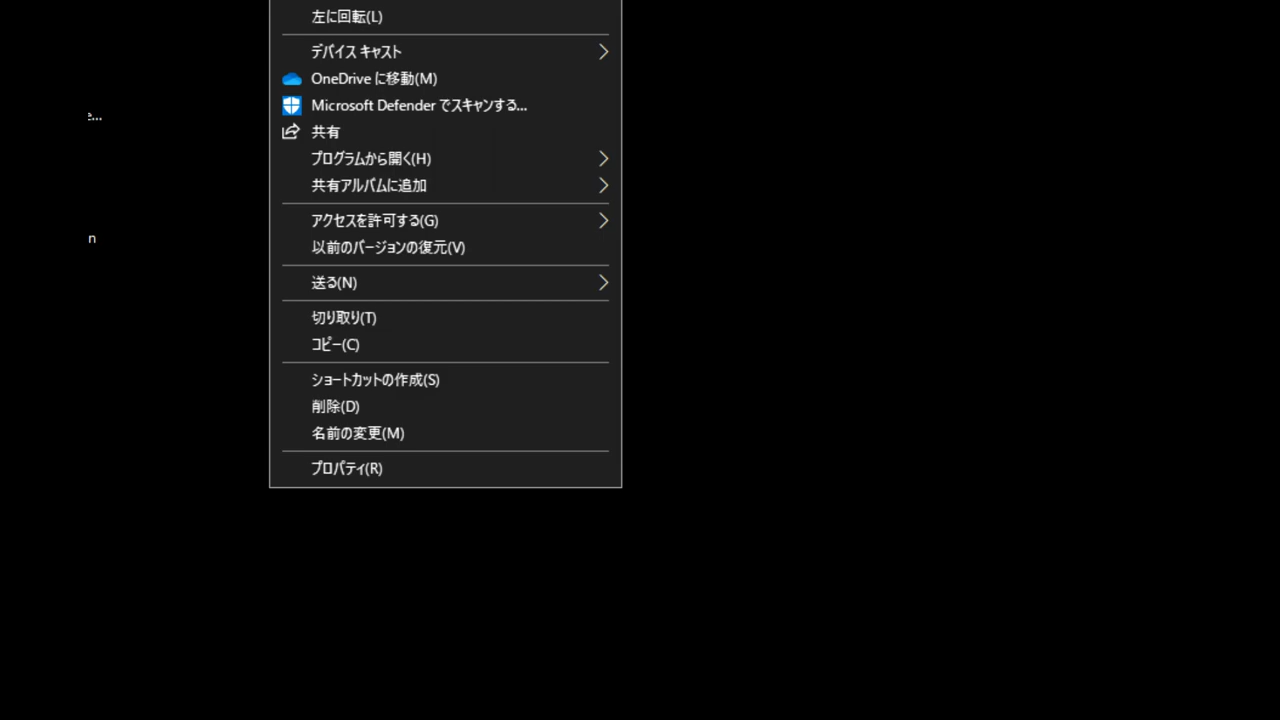 左に回転(L)
デバイス キャスト
OneDrive に移動(M)
Microsoft Defender でスキャンする...
共有
プログラムから開く(H)
共有アルバムに追加
アクセスを許可する(G)
以前のバージョンの復元(V)
送る(N)
切り取り(T)
コピー(C)
ショートカットの作成(S)
削除(D)
名前の変更(M)
プロパティ(R)
e...
n